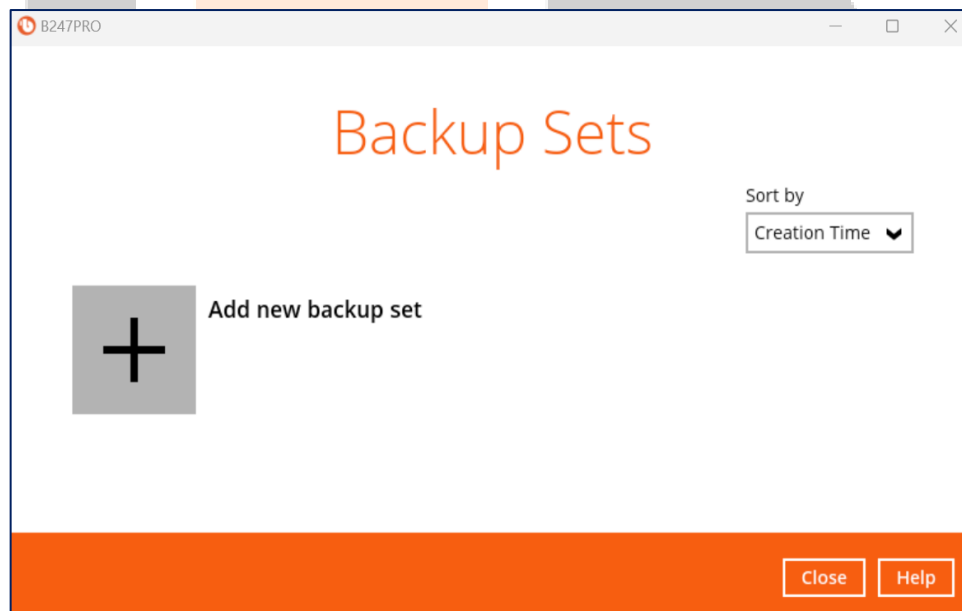 B247PRO
Backup Sets
Sort by
Creation Time
Add new backup set
Close Help